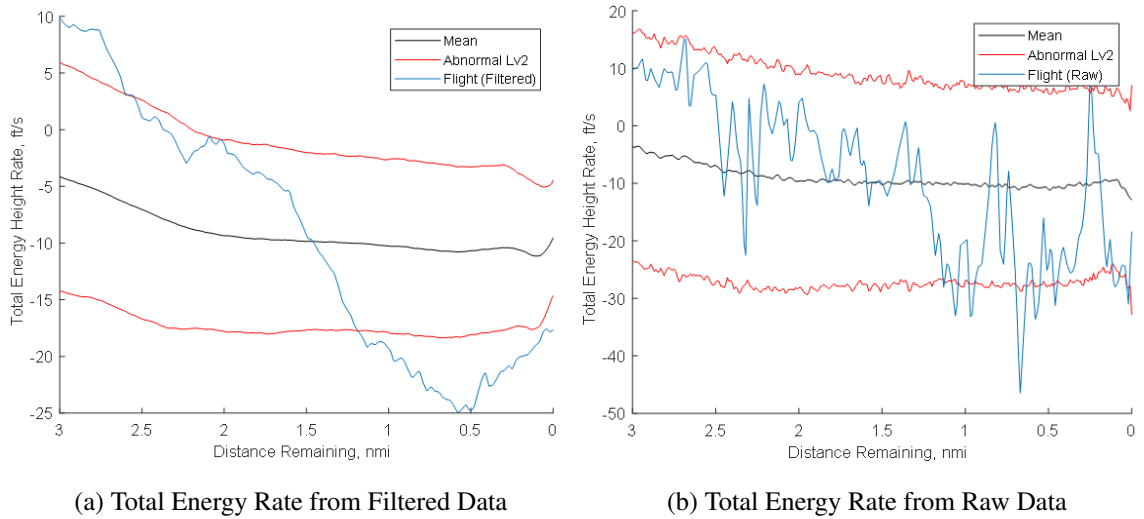 10
5
0
-5
-10
-15
-20
-25
Total Energy Height Rate, ft/s
3
2.5
2
1.5
1
0.5
0
Distance Remaining, nmi
Mean
Abnormal Lv2
Flight (Filtered)
(a) Total Energy Rate from Filtered Data
20
10
0
-10
-20
-30
-40
-50
Total Energy Height Rate, ft/s
3
2.5
2
1.5
1
0.5
0
Distance Remaining, nmi
Mean
Abnormal Lv2
Flight (Raw)
(b) Total Energy Rate from Raw Data